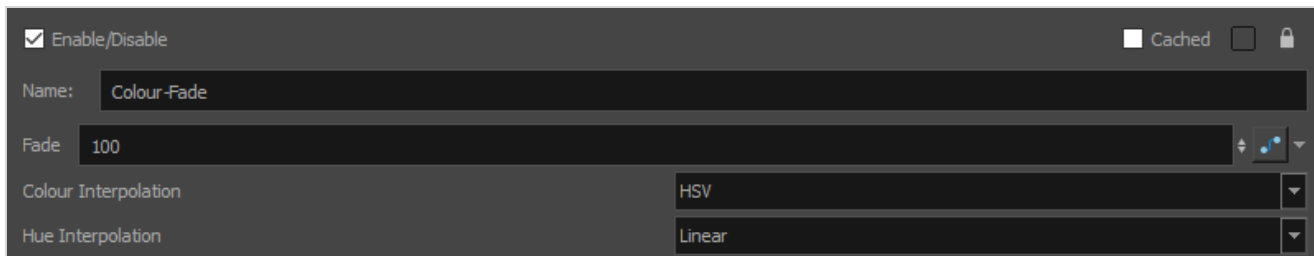 Enable/Disable Cached
Name: Colour-Fade
Fade 100
Colour Interpolation HSV
Hue Interpolation Linear